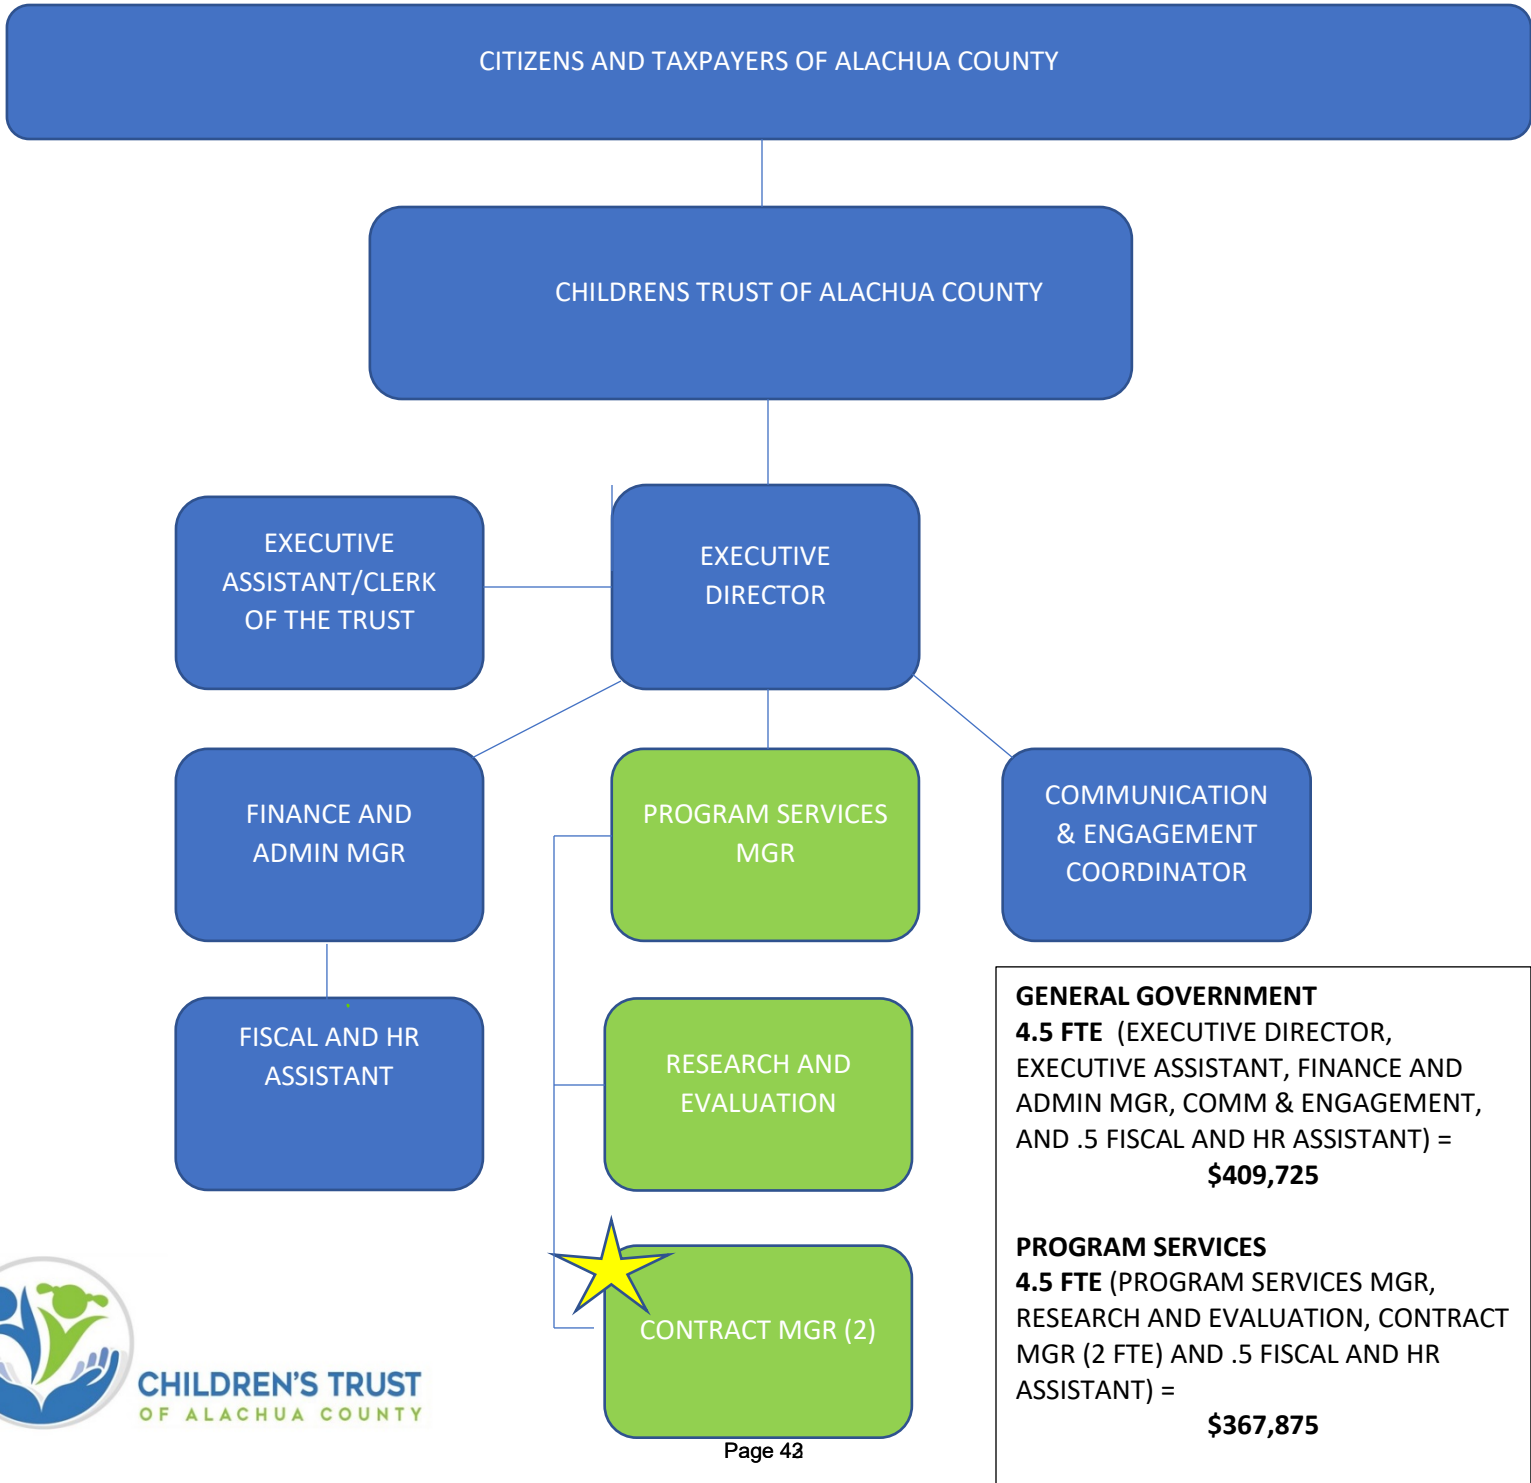 CITIZENS AND TAXPAYERS OF ALACHUA COUNTY
CHILDRENS TRUST OF ALACHUA COUNTY
EXECUTIVE
ASSISTANT/CLERK
OF THE TRUST
EXECUTIVE
DIRECTOR
FINANCE AND
ADMIN MGR
PROGRAM SERVICES
MGR
COMMUNICATION
& ENGAGEMENT
COORDINATOR
FISCAL AND HR
ASSISTANT
RESEARCH AND
EVALUATION
CONTRACT MGR (2)
GENERAL GOVERNMENT
4.5 FTE (EXECUTIVE DIRECTOR,
EXECUTIVE ASSISTANT, FINANCE AND
ADMIN MGR, COMM & ENGAGEMENT,
AND .5 FISCAL AND HR ASSISTANT) =
$409,725
PROGRAM SERVICES
4.5 FTE (PROGRAM SERVICES MGR,
RESEARCH AND EVALUATION, CONTRACT
MGR (2 FTE) AND .5 FISCAL AND HR
ASSISTANT) =
$367,875
CHILDREN'S TRUST
OF ALACHUA COUNTY
Page